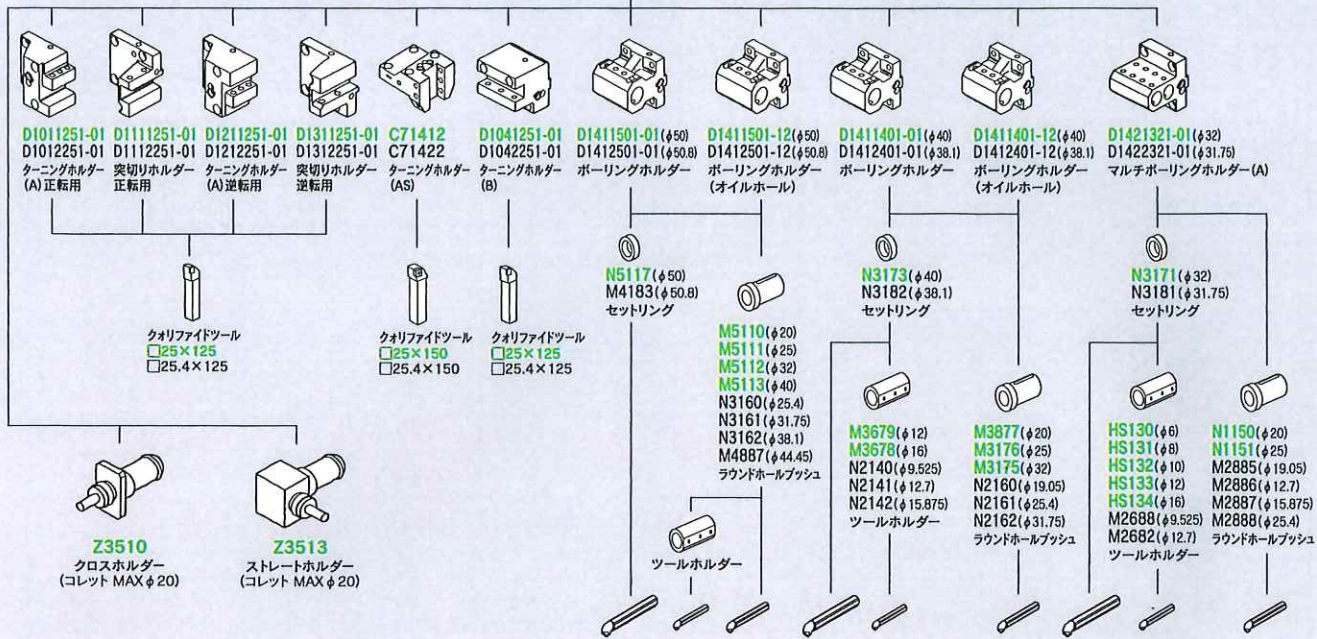 D1011251-01
D1012251-01
ターニングホルダー
(A)正転用
D1111251-01
D1112251-01
突切りホルダー
正転用
D1211251-01
D1212251-01
ターニングホルダー
(A)逆転用
D1311251-01
D1312251-01
突切りホルダー
逆転用
C71412
C71422
ターニングホルダー
(AS)
D1041251-01
D1042251-01
ターニングホルダー
(B)
D1411501-01(φ50)
D1412501-01(φ50.8)
ボーリングホルダー
D1411501-12(φ50)
D1412501-12(φ50.8)
ボーリングホルダー
(オイルホール)
D1411401-01(φ40)
D1412401-01(φ38.1)
ボーリングホルダー
D1411401-12(φ40)
D1412401-12(φ38.1)
ボーリングホルダー
(オイルホール)
D1421321-01(φ32)
D1422321-01(φ31.75)
マルチボーリングホルダー(A)
クォリファイドツール
□25×125
□25.4×125
クォリファイドツール
□25×150
□25.4×150
クォリファイドツール
□25×125
□25.4×125
N5117(φ50)
M4183(φ50.8)
セットリング
M5110(φ20)
M5111(φ25)
M5112(φ32)
M5113(φ40)
N3160(φ25.4)
N3161(φ31.75)
N3162(φ38.1)
M4887(φ44.45)
ラウンドホールブッシュ
ツールホルダー
N3173(φ40)
N3182(φ38.1)
セットリング
M3679(φ12)
M3678(φ16)
N2140(φ9.525)
N2141(φ12.7)
N2142(φ15.875)
ツールホルダー
M3877(φ20)
M3176(φ25)
M3175(φ32)
N2160(φ19.05)
N2161(φ25.4)
N2162(φ31.75)
ラウンドホールブッシュ
N3171(φ32)
N3181(φ31.75)
セットリング
HS130(φ6)
HS131(φ8)
HS132(φ10)
HS133(φ12)
HS134(φ16)
M2688(φ9.525)
M2682(φ12.7)
ツールホルダー
N1150(φ20)
N1151(φ25)
M2885(φ19.05)
M2886(φ12.7)
M2887(φ15.875)
M2888(φ25.4)
ラウンドホールブッシュ
Z3510
クロスホルダー
(コレット MAXφ20)
Z3513
ストレートホルダー
(コレット MAXφ20)